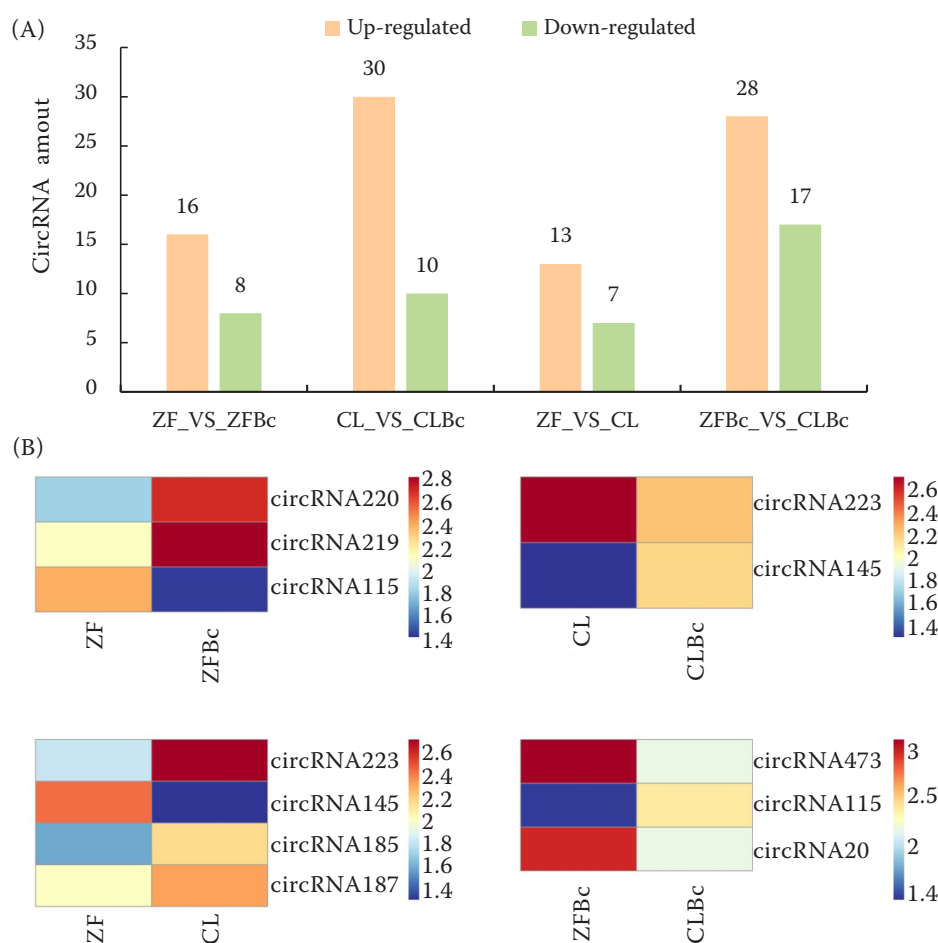 (A)
Up-regulated
Down-regulated
CircRNA amout
35
30
25
20
15
10
5
0
16
8
30
10
13
7
28
17
ZF_VS_ZFBc
CL_VS_CLBc
ZF_VS_CL
ZFBc_VS_CLBc
(B)
circRNA220
circRNA219
circRNA115
ZF
ZFBc
2.8
2.6
2.4
2.2
2
1.8
1.6
1.4
circRNA223
circRNA145
CL
CLBc
2.6
2.4
2.2
2
1.8
1.6
1.4
circRNA223
circRNA145
circRNA185
circRNA187
ZF
CL
2.6
2.4
2.2
2
1.8
1.6
1.4
circRNA473
circRNA115
circRNA20
ZFBc
CLBc
3
2.5
2
1.4